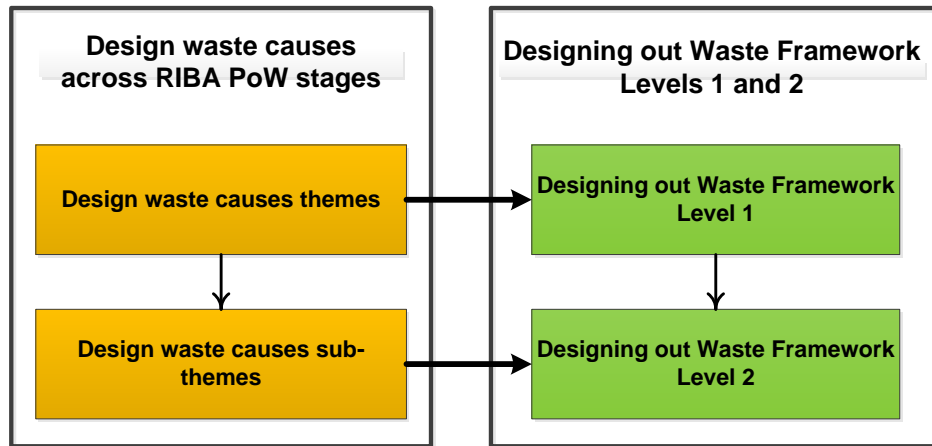 Design waste causes
across RIBA PoW stages
Design waste causes themes
Design waste causes sub-
themes
Designing out Waste Framework
Levels 1 and 2
Designing out Waste Framework
Level 1
Designing out Waste Framework
Level 2